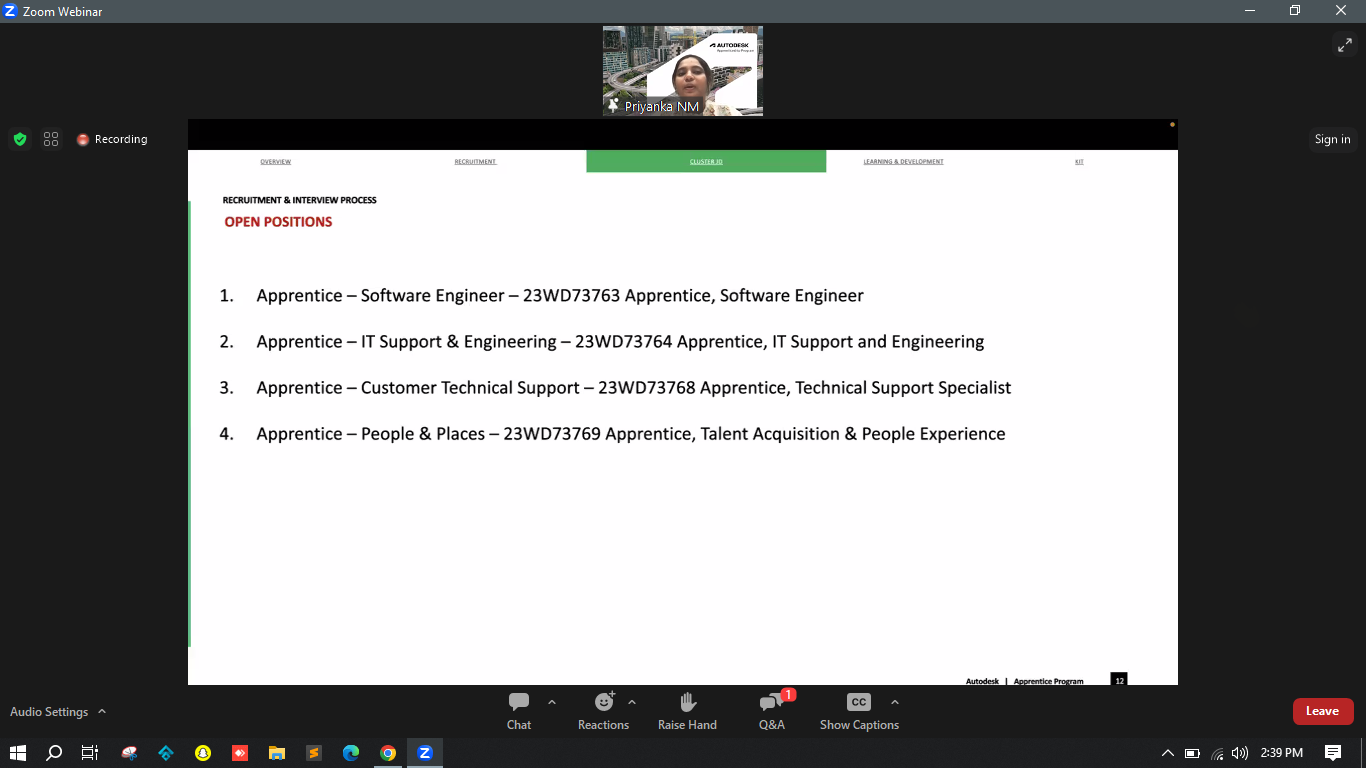 Zoom Webinar
AUTODESK
Priyanka NM
Recording
Sign in
OVERVIEW
RECRUITMENT
CLUSTER JD
LEARNING & DEVELOPMENT
KIT
RECRUITMENT & INTERVIEW PROCESS
OPEN POSITIONS
1. Apprentice – Software Engineer – 23WD73763 Apprentice, Software Engineer
2. Apprentice – IT Support & Engineering – 23WD73764 Apprentice, IT Support and Engineering
3. Apprentice – Customer Technical Support – 23WD73768 Apprentice, Technical Support Specialist
4. Apprentice – People & Places – 23WD73769 Apprentice, Talent Acquisition & People Experience
Autodesk | Apprentice Program 12
Audio Settings
Chat
Reactions
Raise Hand
1
Q&A
CC
Show Captions
Leave
2:39 PM